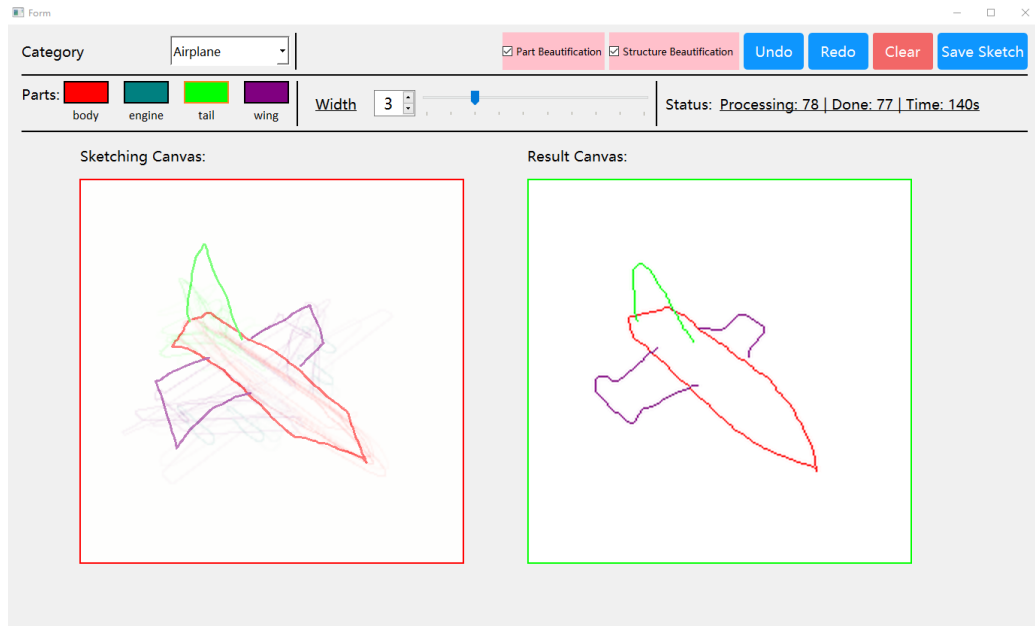 Form
Category Airplane Part Beautification Structure Beautification Undo Redo Clear Save Sketch
Parts: body engine tail wing Width 3 Status: Processing: 78 | Done: 77 | Time: 140s
Sketching Canvas: Result Canvas: